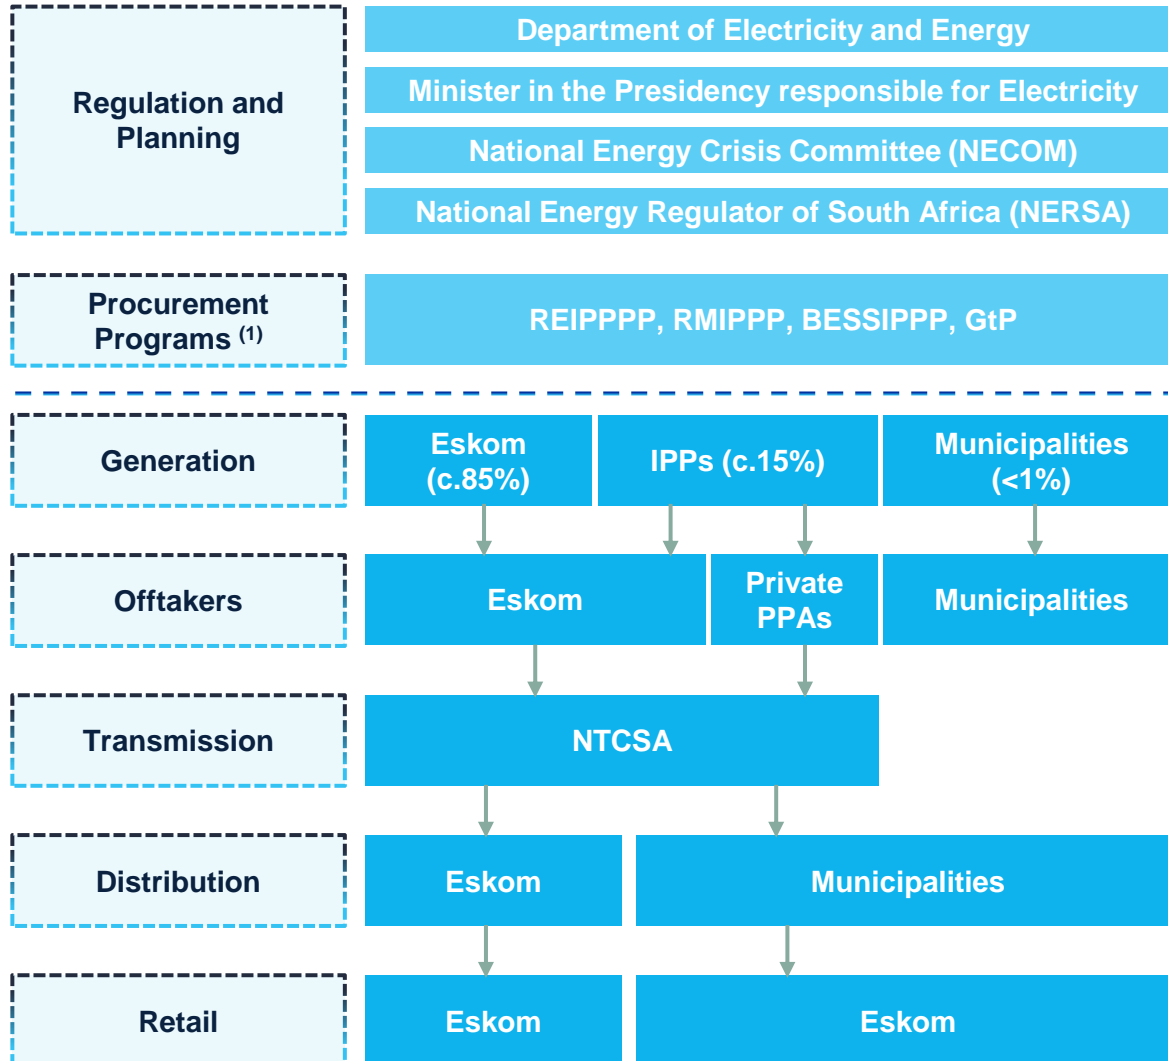 Regulation and
Planning
Department of Electricity and Energy
Minister in the Presidency responsible for Electricity
National Energy Crisis Committee (NECOM)
National Energy Regulator of South Africa (NERSA)
Procurement
Programs (1)
REIPPPP, RMIPPP, BESSIPPP, GtP
Generation
Eskom
(c.85%)
IPPs (c.15%)
Municipalities
(<1%)
Offtakers
Eskom
Private
PPAs
Municipalities
Transmission
NTCSA
Distribution
Eskom
Municipalities
Retail
Eskom
Eskom